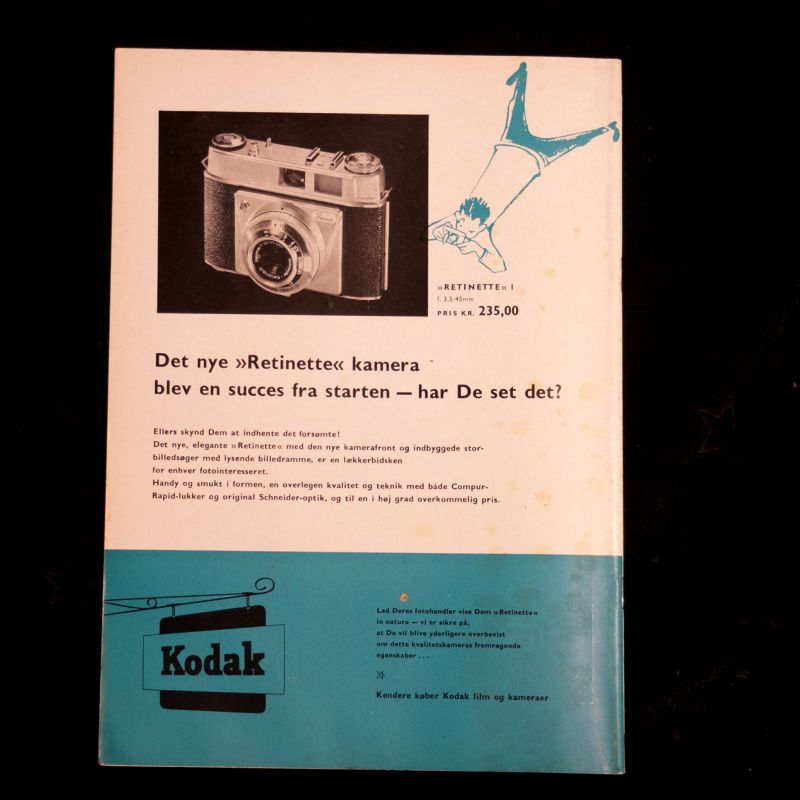 »RETINETTE« I
f. 3,5/45mm
PRIS KR. 235,00
Det nye »Retinette« kamera
blev en succes fra starten — har De set det?
Ellers skynd Dem at indhente det forsømte!
Det nye, elegante »Retinette« med den nye kamerafront og indbyggede stor-
billedsøger med lysende billedramme, er en lækkerbidsken
for enhver fotointeresseret.
Handy og smukt i formen, en overlegen kvalitet og teknik med både Compur-
Rapid-lukker og original Schneider-optik, og til en i høj grad overkommelig pris.
Kodak
Lad Deres fotohandler vise Dem »Retinette«
in natura — vi er sikre på,
at De vil blive yderligere overbevist
om dette kvalitetskameras fremragende
egenskaber . . .
Kendere køber Kodak film og kameraer